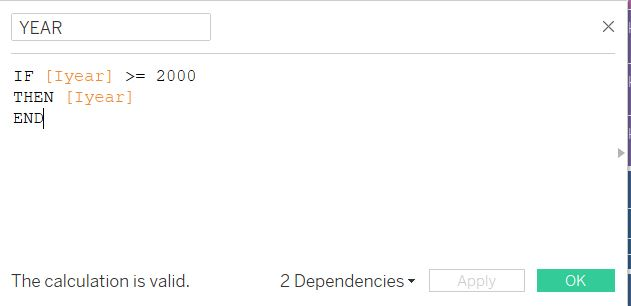 YEAR
IF [Iyear] >= 2000
THEN [Iyear]
END
The calculation is valid.
2 Dependencies
Apply
OK